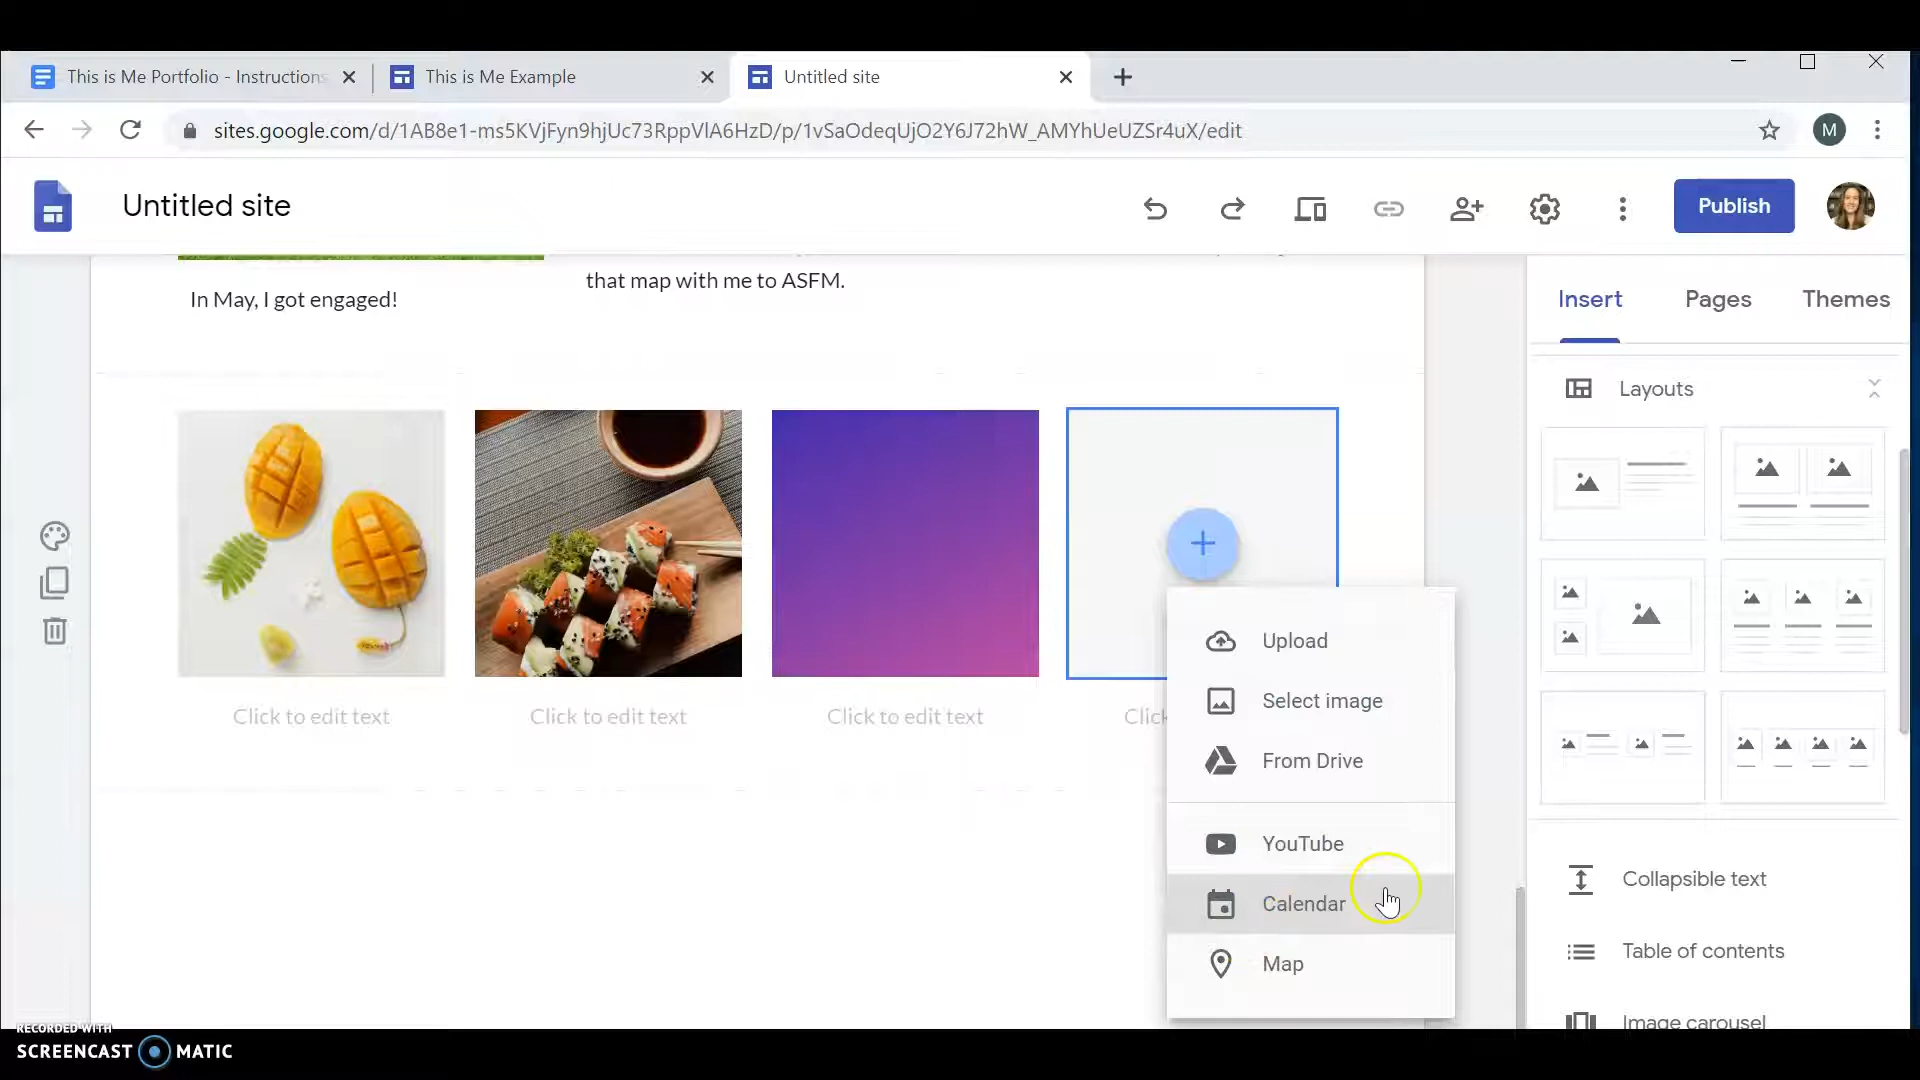 This is Me Portfolio - Instructions
This is Me Example
Untitled site
sites.google.com/d/1AB8e1-ms5KVjFyn9hjUc73RppVlA6HzD/p/1vSaOdeqUjO2Y6J72hW_AMYhUeUZSr4uX/edit
M
Untitled site
Publish
that map with me to ASFM.
In May, I got engaged!
Insert
Pages
Themes
Layouts
Click to edit text
Click to edit text
Click to edit text
Upload
Select image
From Drive
YouTube
Calendar
Map
Collapsible text
Table of contents
Image carousel
RECORDED WITH
SCREENCAST MATIC